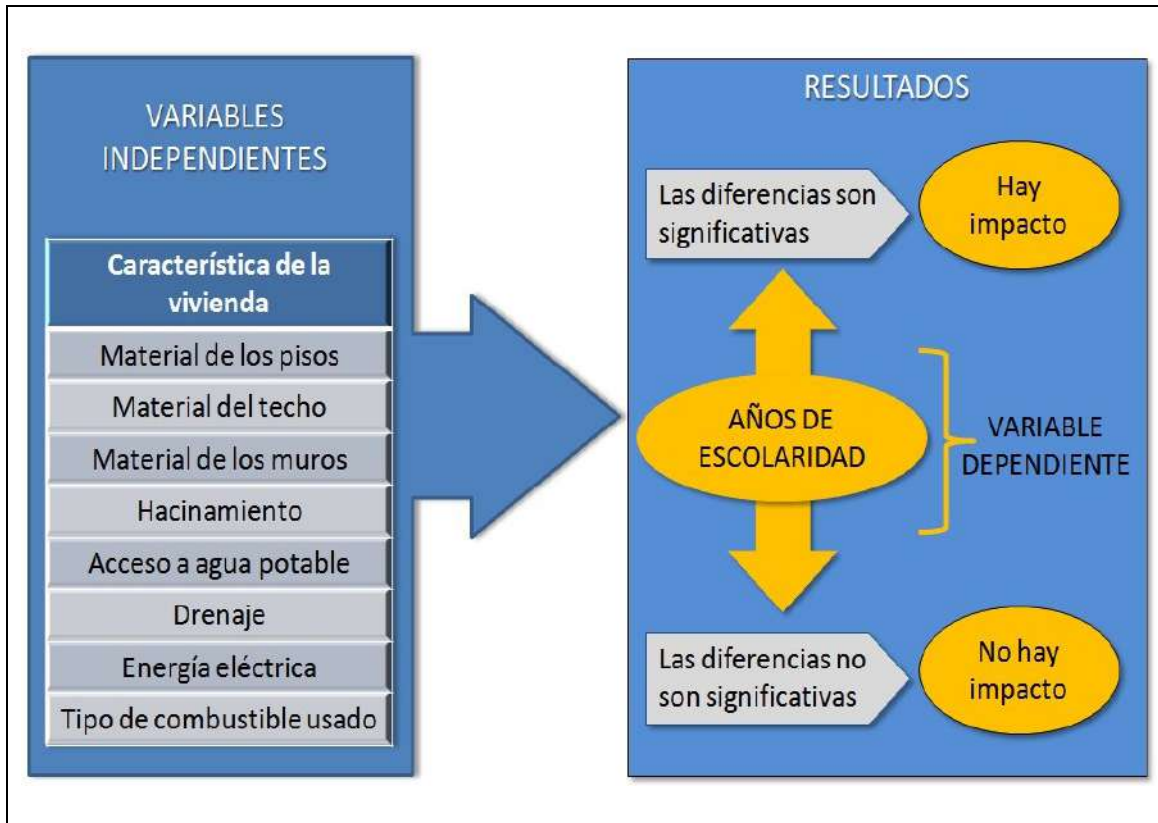 VARIABLES
INDEPENDIENTES
Característica de la
vivienda
Material de los pisos
Material del techo
Material de los muros
Hacinamiento
Acceso a agua potable
Drenaje
Energía eléctrica
Tipo de combustible usado
RESULTADOS
Las diferencias son
significativas
Hay
impacto
AÑOS DE
ESCOLARIDAD
VARIABLE
DEPENDIENTE
Las diferencias no
son significativas
No hay
impacto